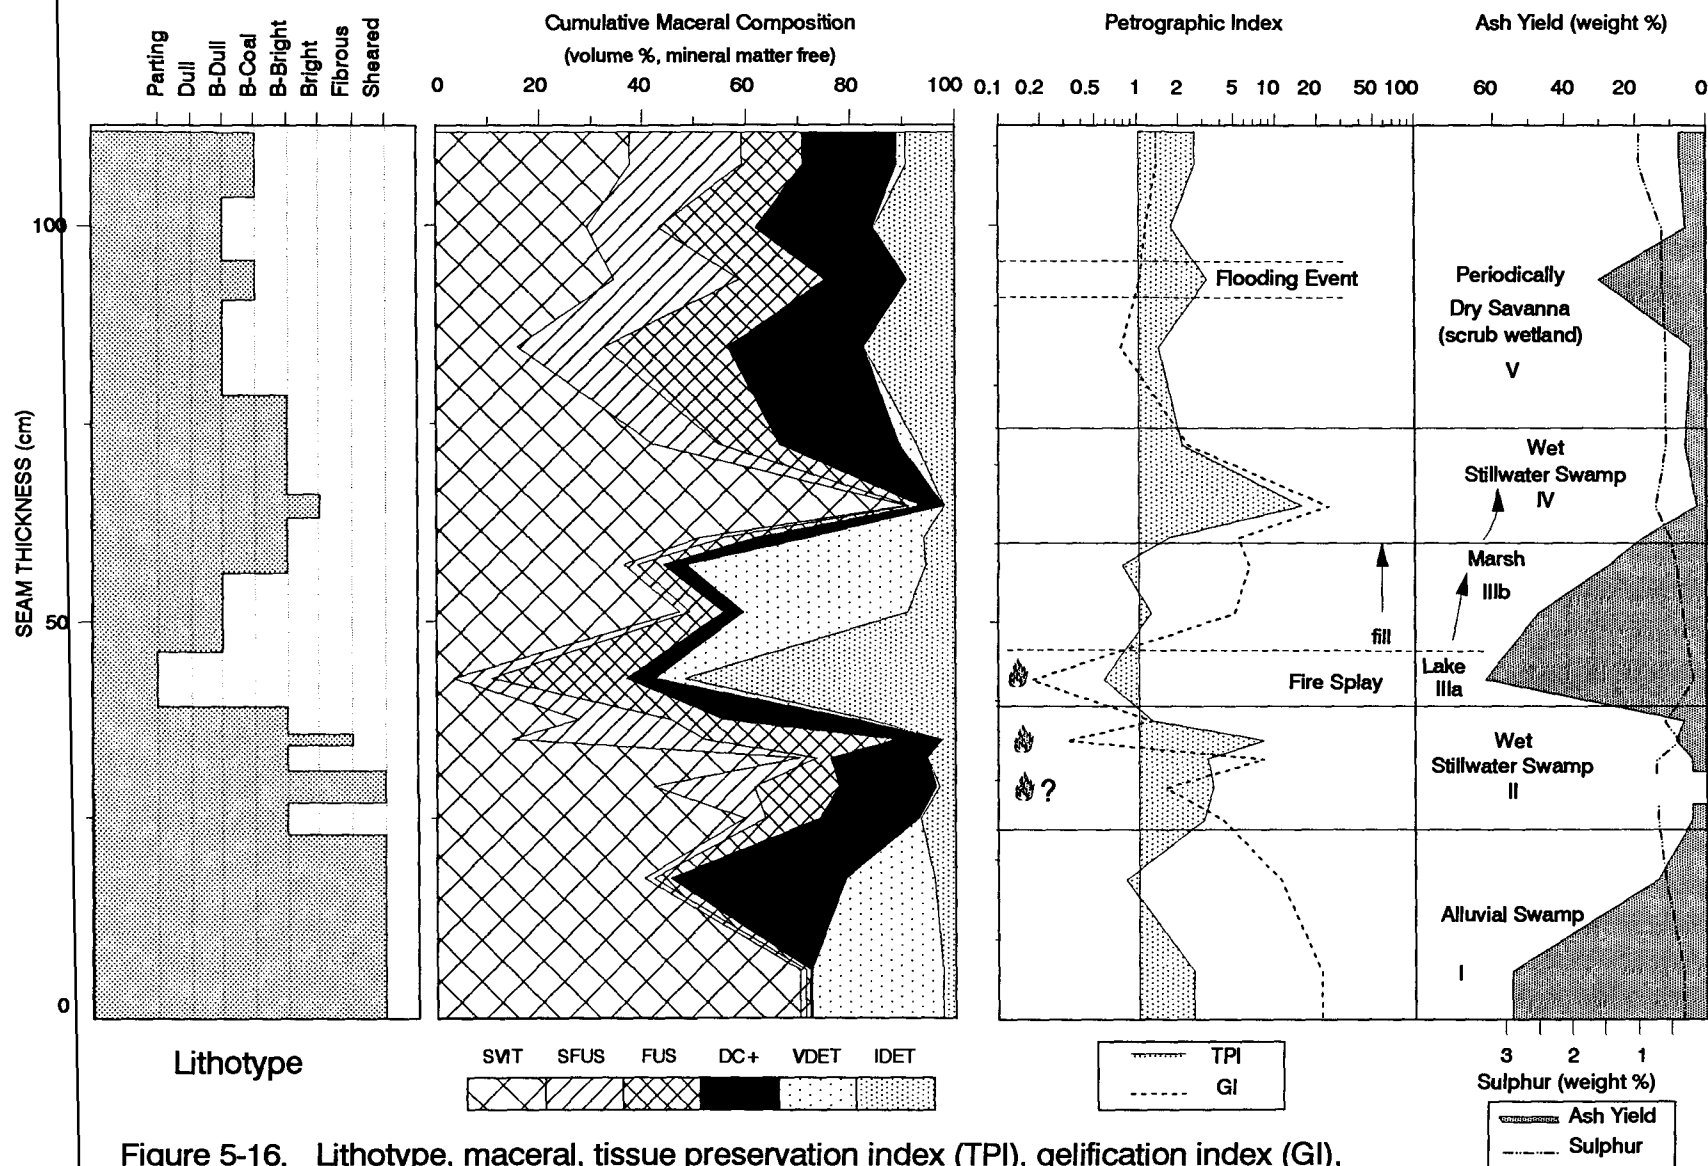 Parting
Dull
B-Dull
B-Coal
B-Bright
Bright
Fibrous
Sheared
Cumulative Maceral Composition
(volume %, mineral matter free)
0 20 40 60 80 100
Petrographic Index
0.1 0.2 0.5 1 2 5 10 20 50 100
Ash Yield (weight %)
60 40 20 0
SEAM THICKNESS (cm)
100
50
0
Flooding Event
Periodically
Dry Savanna
(scrub wetland)
V
Wet
Stillwater Swamp
IV
Marsh
IIIb
fill
Lake
IIIa
Fire Splay
Wet
Stillwater Swamp
II
?
Alluvial Swamp
I
Lithotype
SVIT SFUS FUS DC+ VDET IDET
TPI
GI
3 2 1
Sulphur (weight %)
Ash Yield
Sulphur
Figure 5-16. Lithotype, maceral, tissue preservation index (TPI), gelification index (GI),